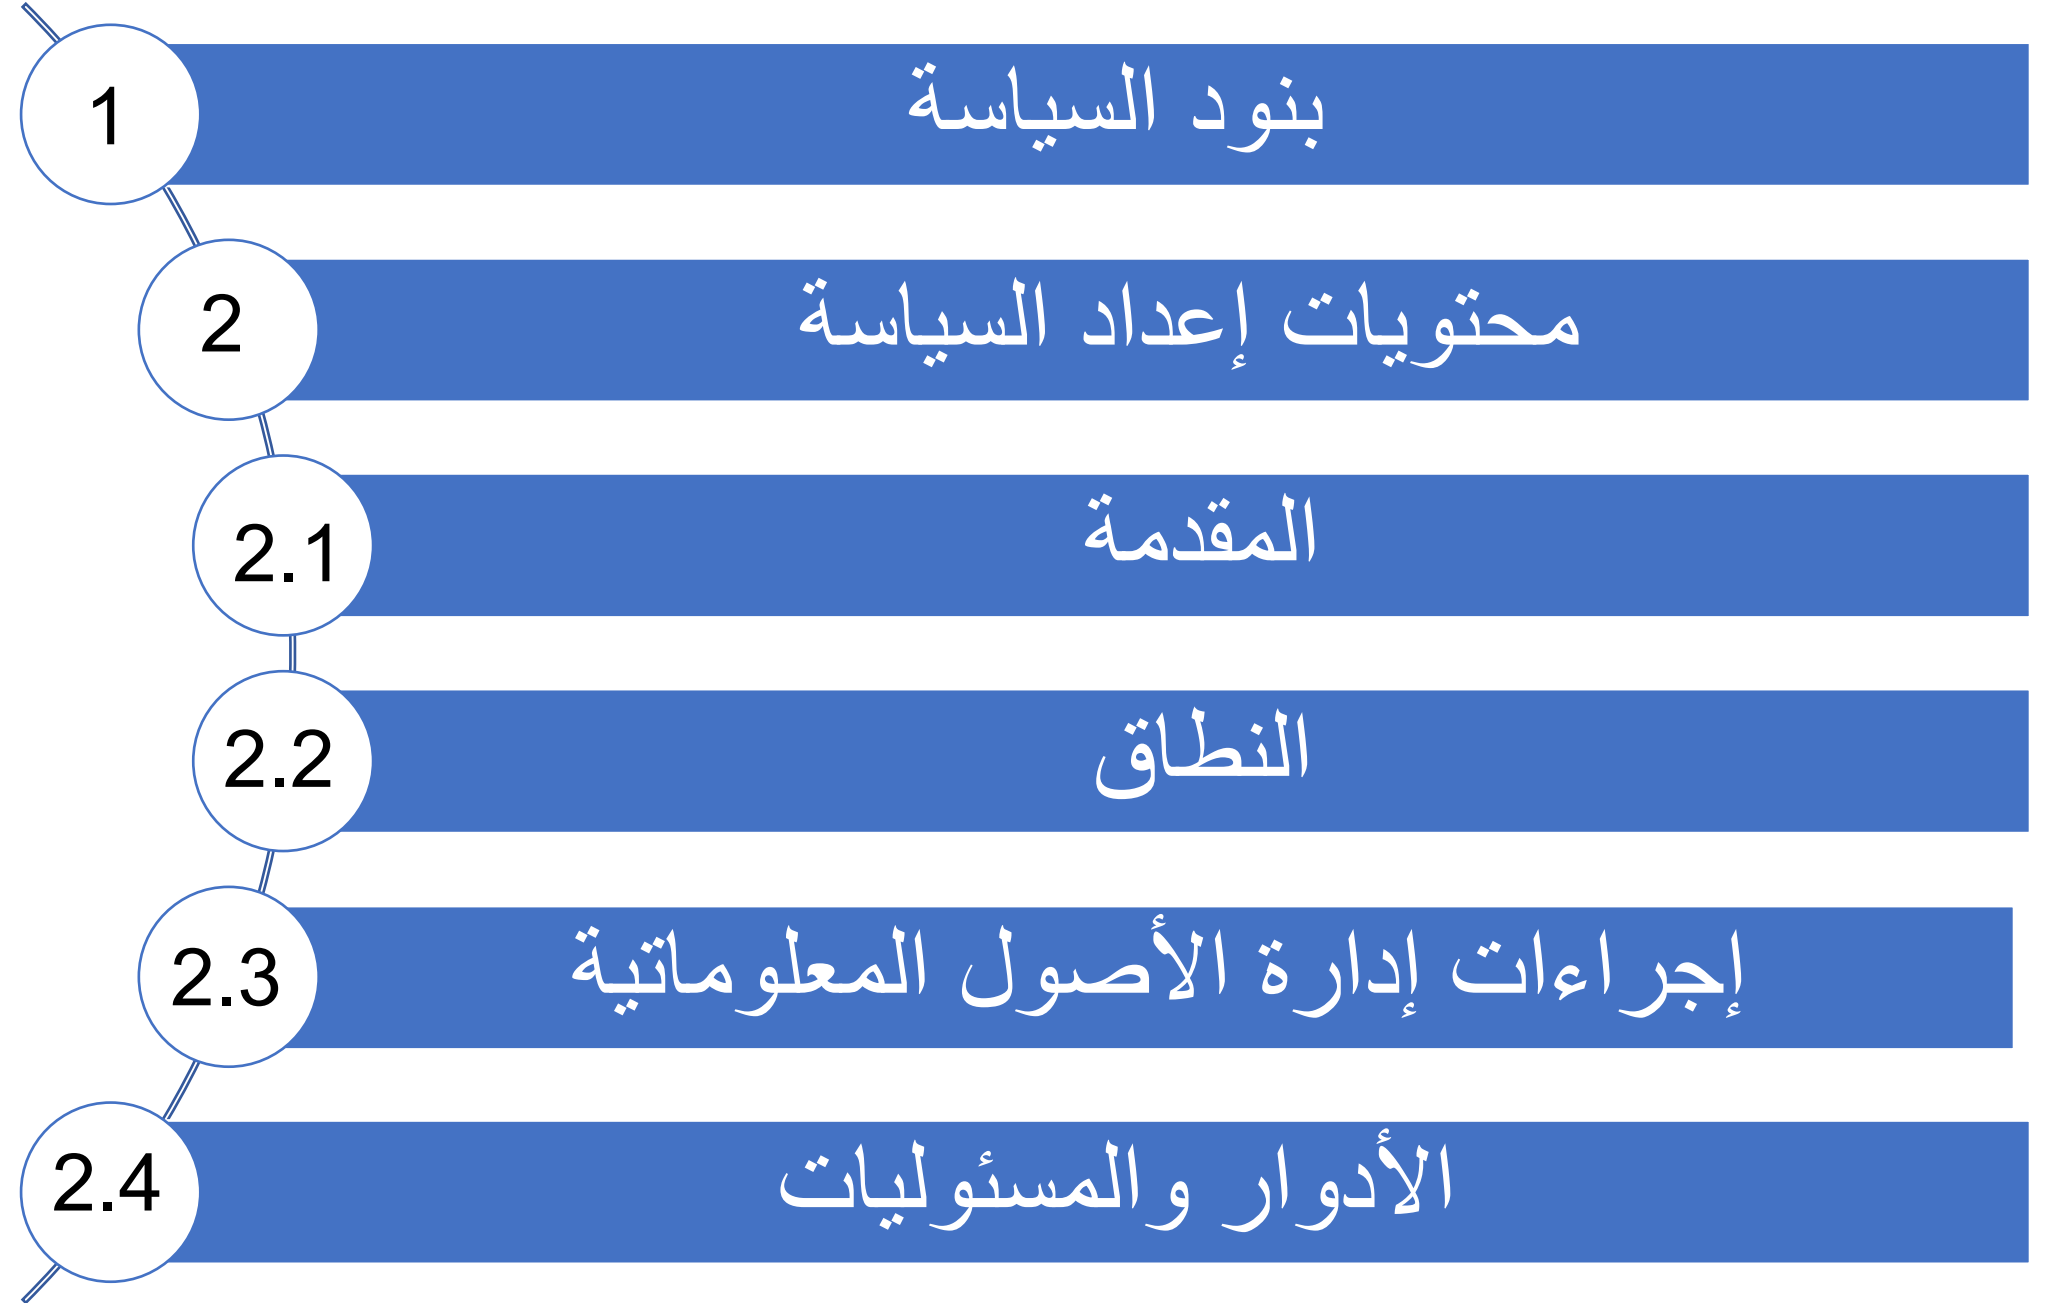 1 بنود السياسة
2 محتويات إعداد السياسة
2.1 المقدمة
2.2 النطاق
2.3 إجراءات إدارة الأصول المعلوماتية
2.4 الأدوار والمسئوليات